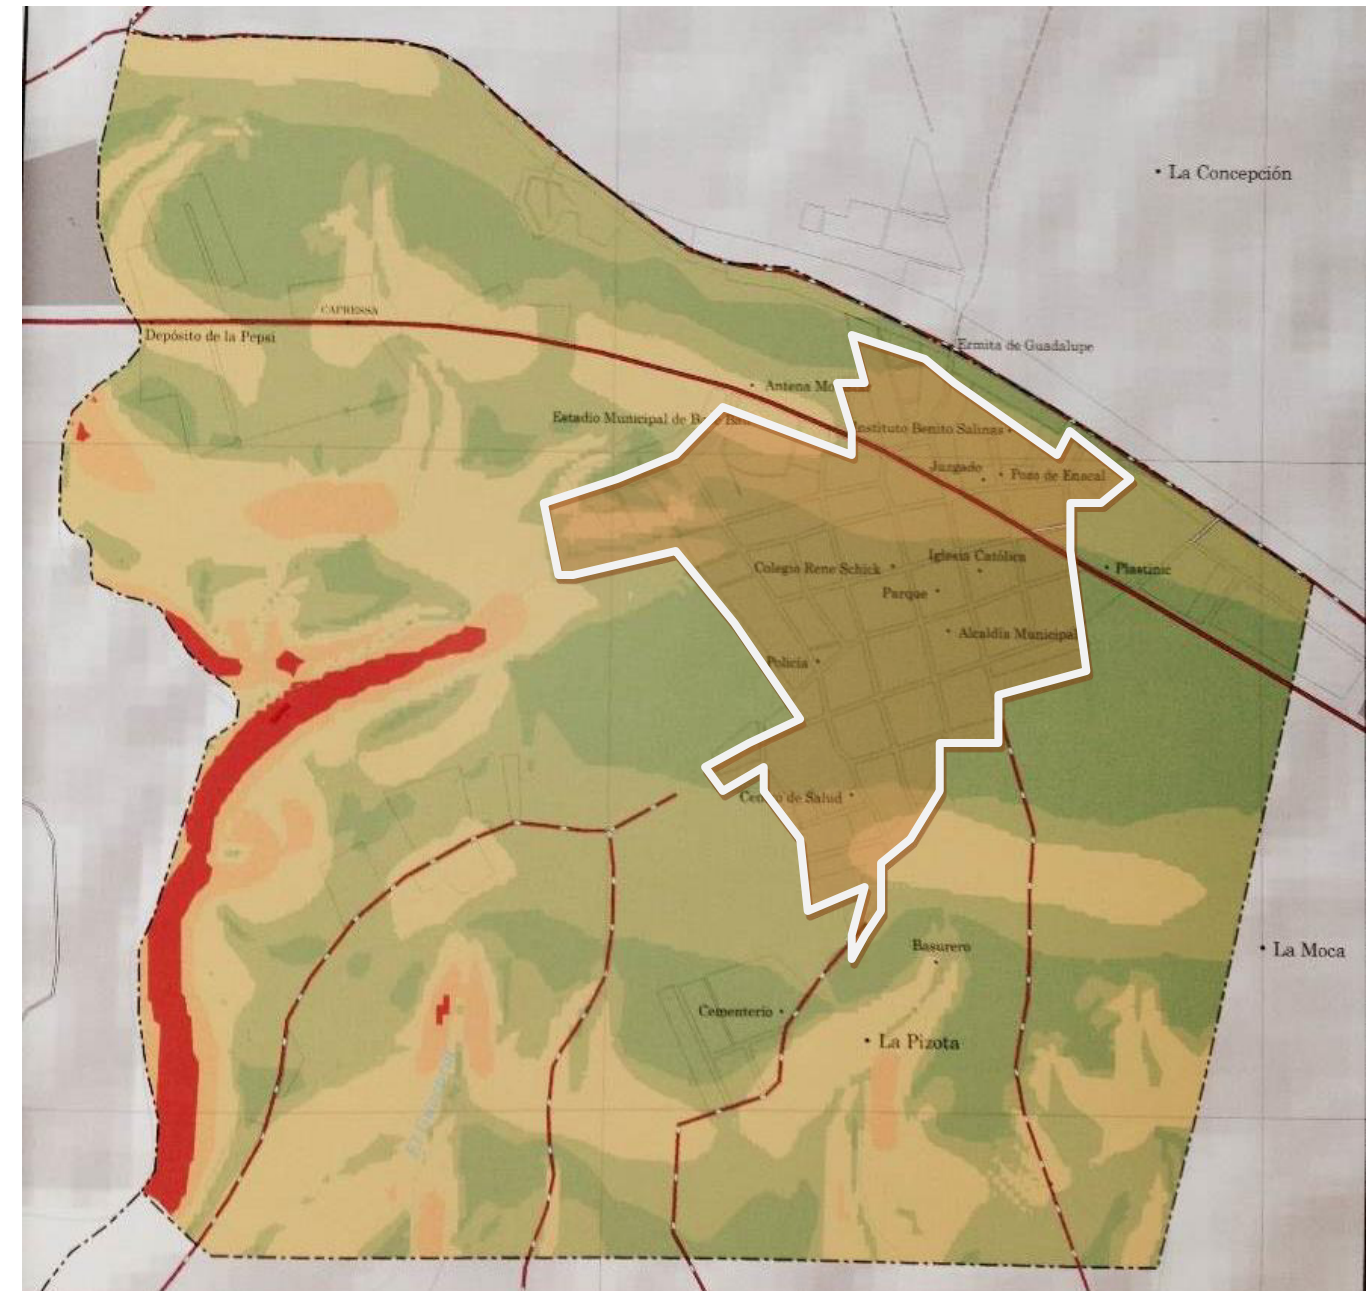 La Concepción
CAPRESSA
Depósito de la Pepsi
Ermita de Guadalupe
Antena Mo
Estadio Municipal de B
Instituto Benito Salinas
Juzgado
Pozo de Enacal
Iglesia Católica
Colegio Rene Schick
Plastinic
Parque
Alcaldía Municipal
Policía
Centro de Salud
Basurero
La Moca
Cementerio
La Pizota